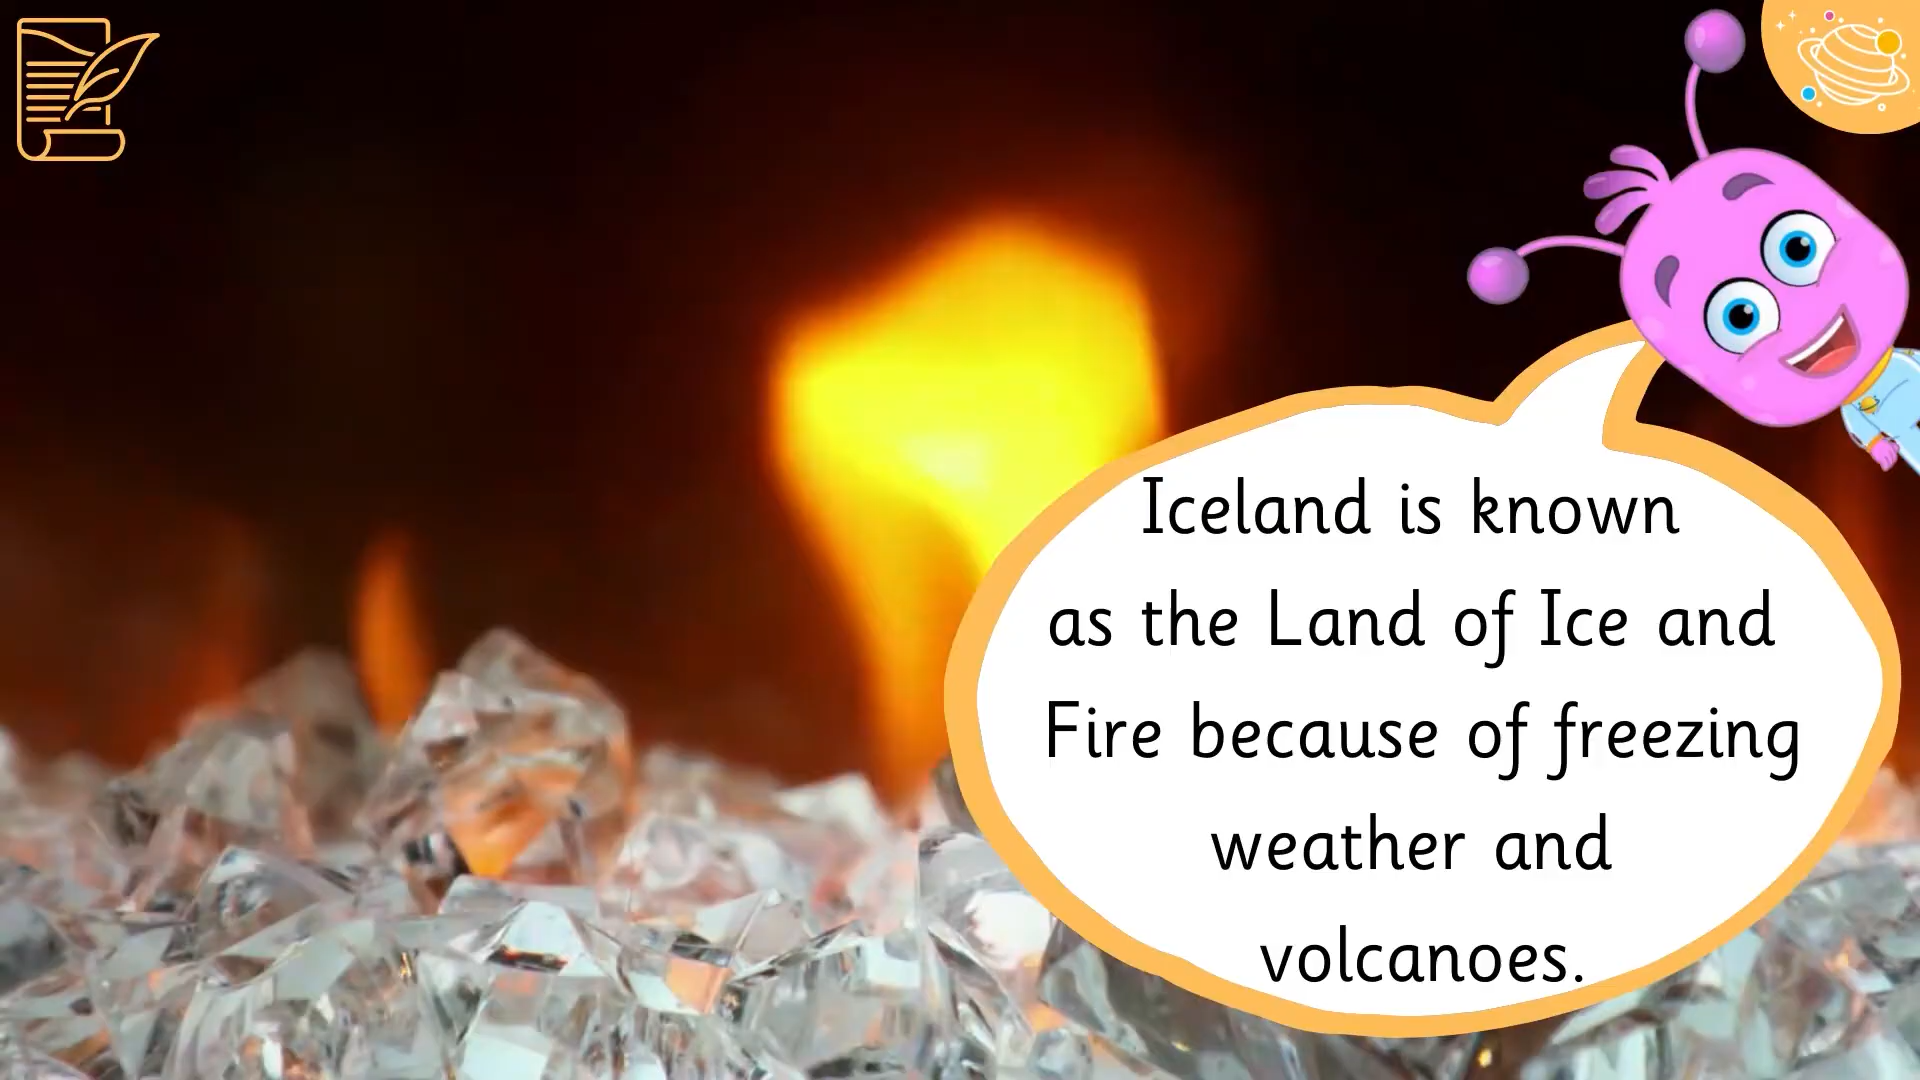 Iceland is known
as the Land of Ice and
Fire because of freezing
weather and
volcanoes.